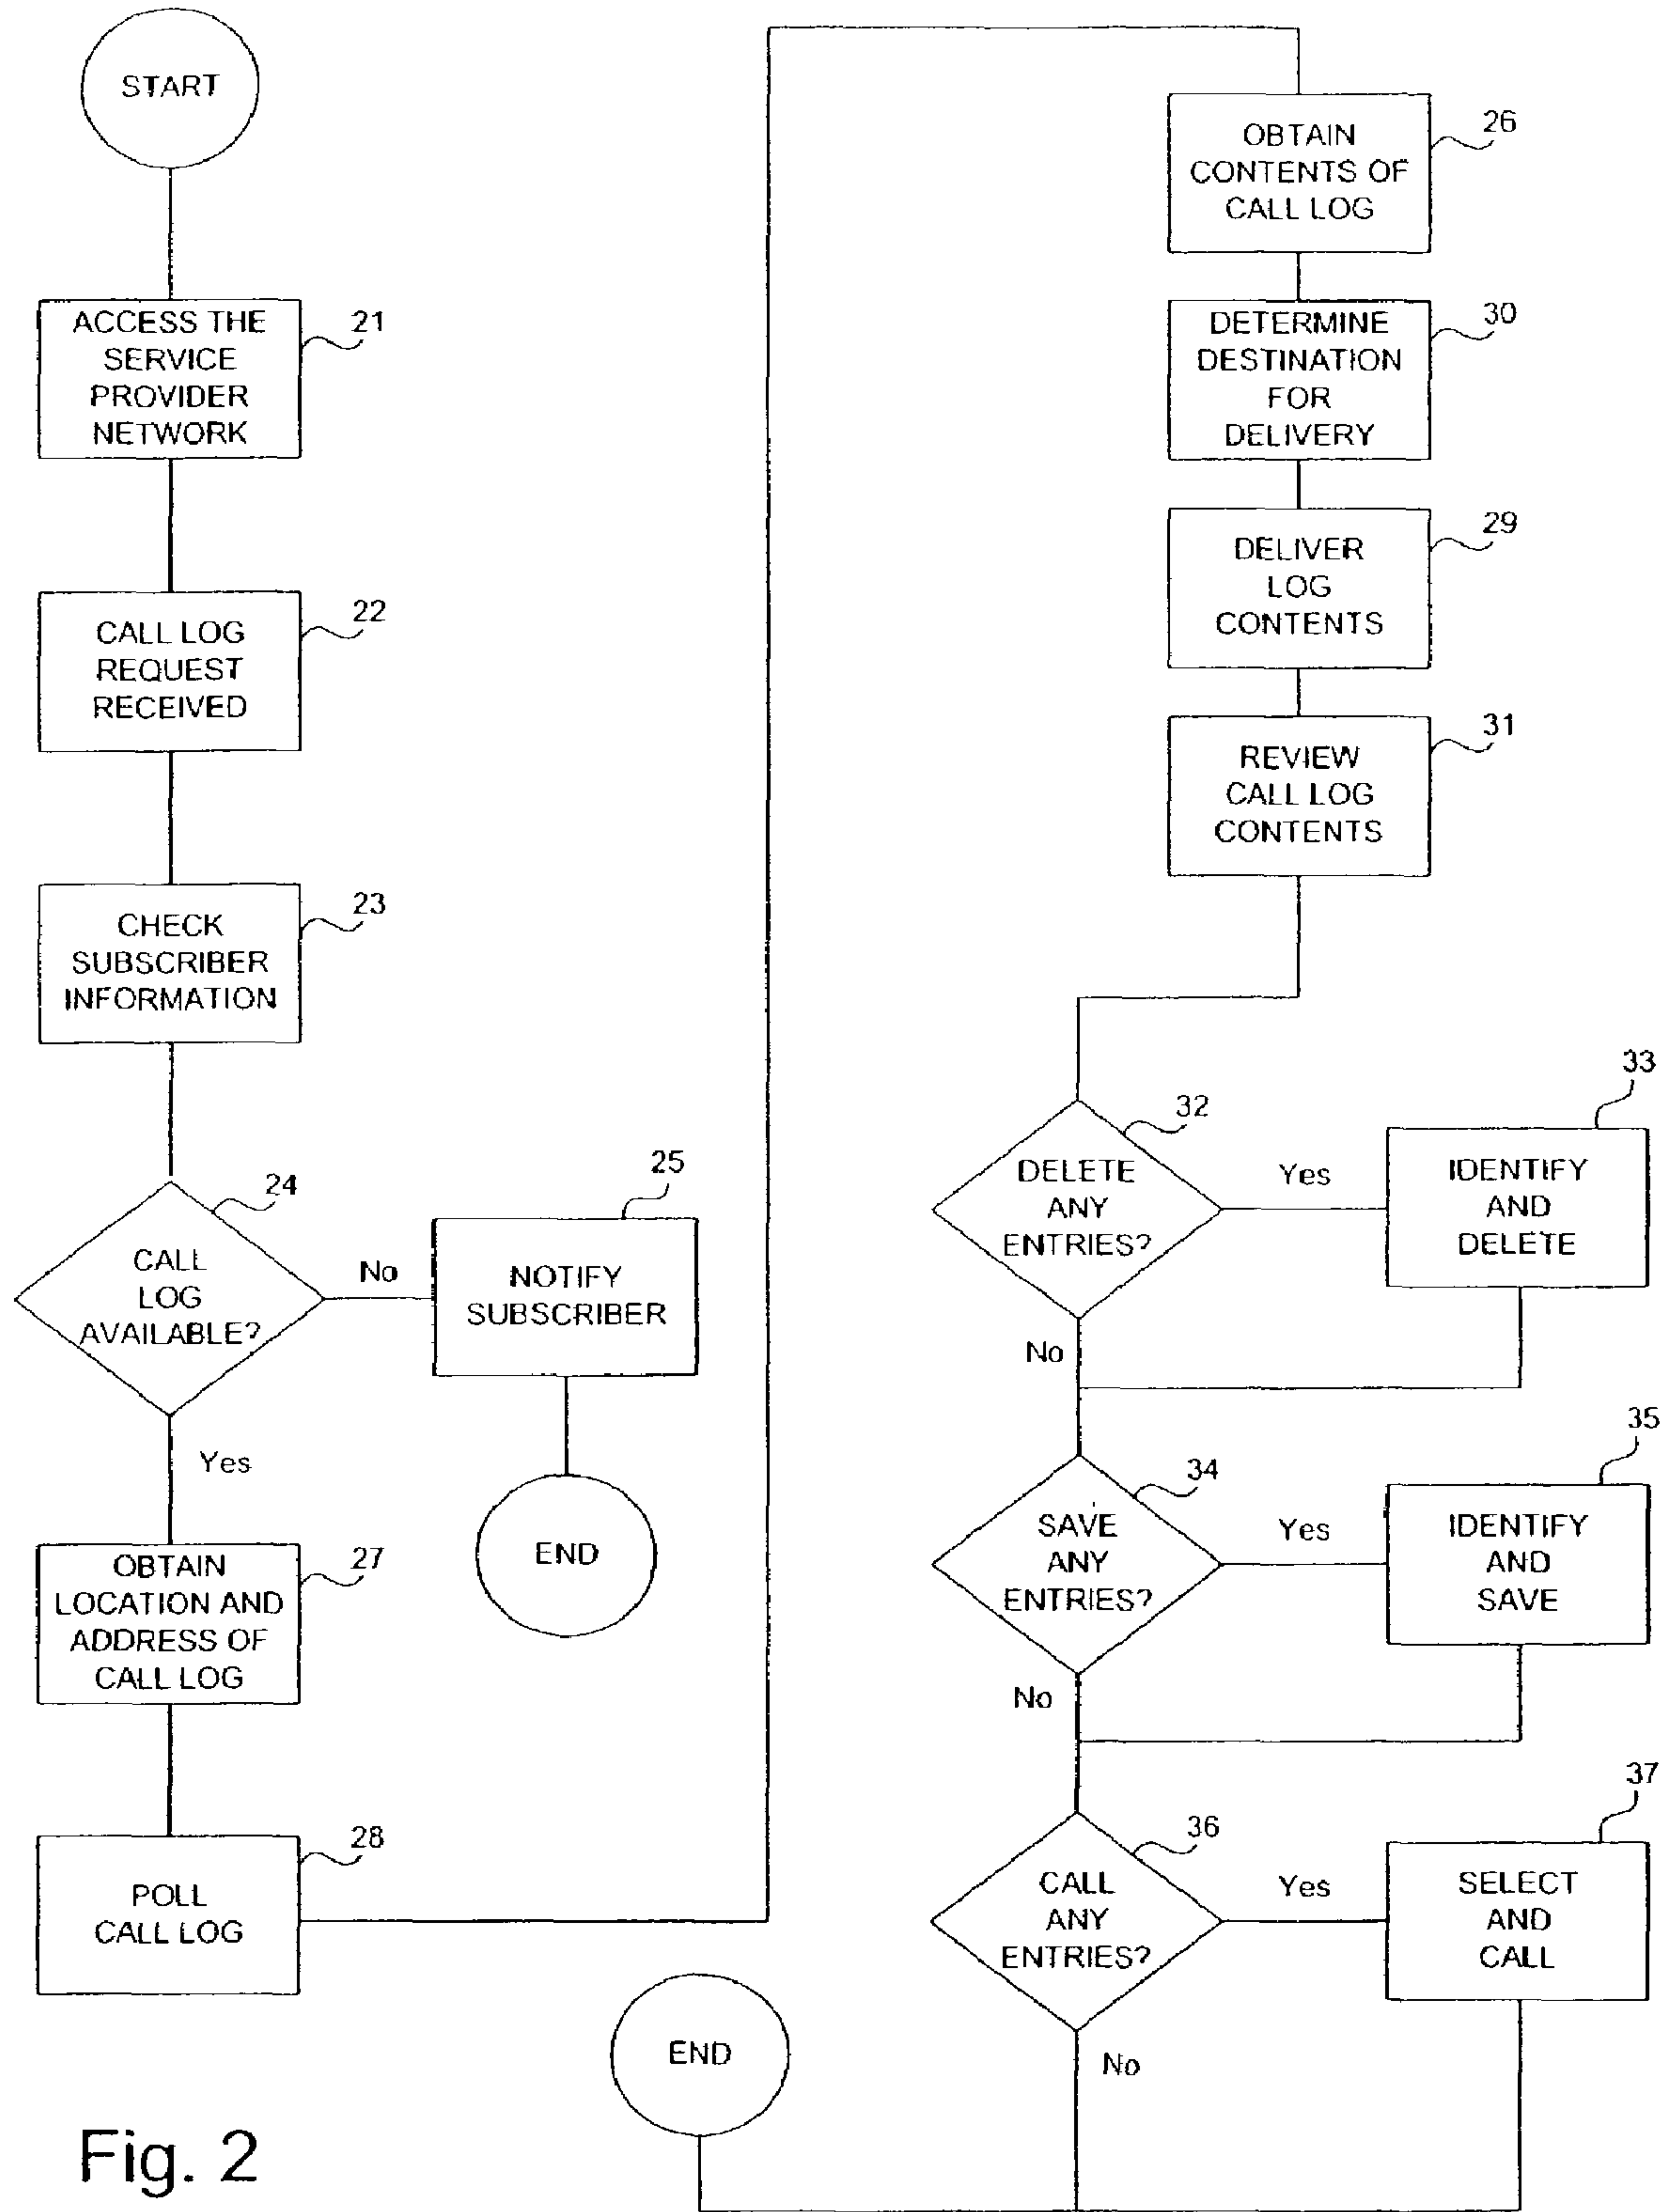 START
ACCESS THE
SERVICE
PROVIDER
NETWORK
21
CALL LOG
REQUEST
RECEIVED
22
CHECK
SUBSCRIBER
INFORMATION
23
CALL
LOG
AVAILABLE?
24
No
NOTIFY
SUBSCRIBER
25
END
Yes
OBTAIN
LOCATION AND
ADDRESS OF
CALL LOG
27
POLL
CALL LOG
28
OBTAIN
CONTENTS OF
CALL LOG
26
DETERMINE
DESTINATION
FOR
DELIVERY
30
DELIVER
LOG
CONTENTS
29
REVIEW
CALL LOG
CONTENTS
31
DELETE
ANY
ENTRIES?
32
Yes
IDENTIFY
AND
DELETE
33
No
SAVE
ANY
ENTRIES?
34
Yes
IDENTIFY
AND
SAVE
35
No
CALL
ANY
ENTRIES?
36
Yes
SELECT
AND
CALL
37
No
END
Fig. 2